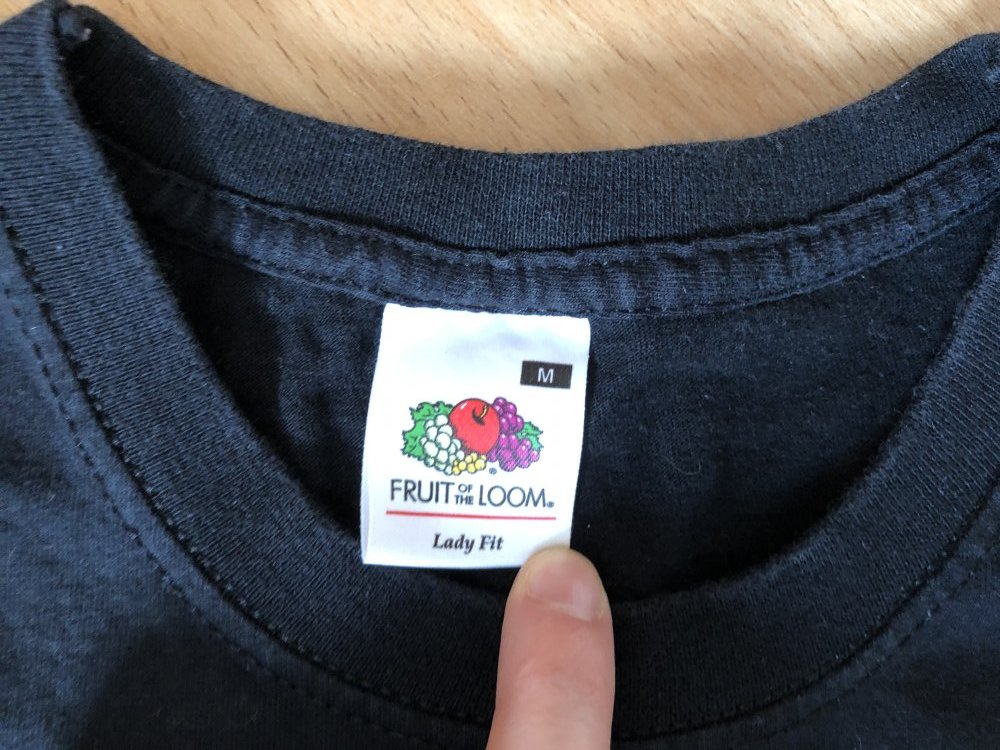 M
®
FRUIT OF THE LOOM®
Lady Fit